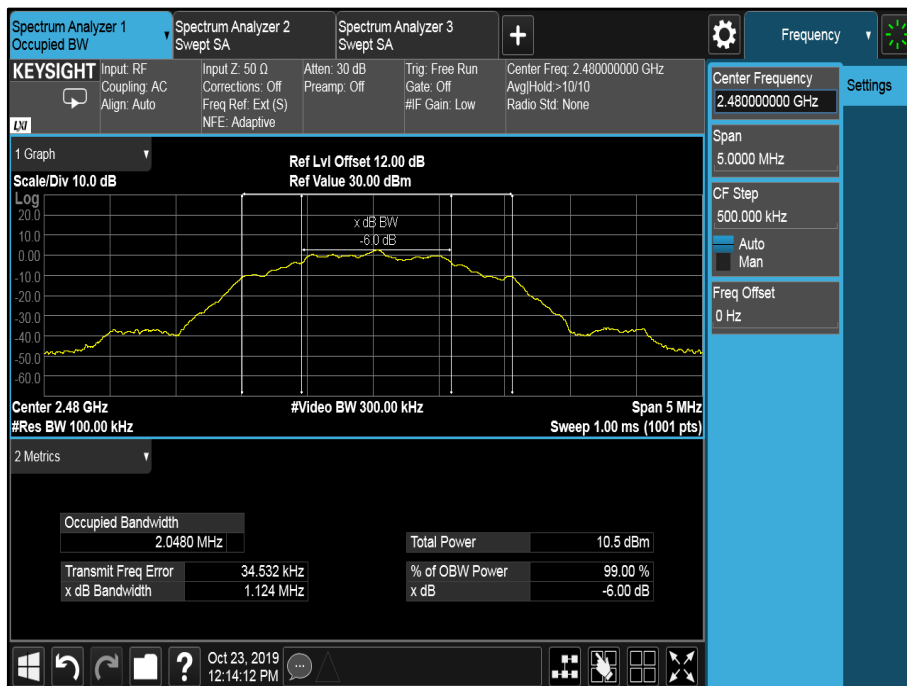 Spectrum Analyzer 1
Occupied BW
Spectrum Analyzer 2
Swept SA
Spectrum Analyzer 3
Swept SA
Frequency
KEYSIGHT
LXI
Input: RF
Coupling: AC
Align: Auto
Input Z: 50 Ω
Corrections: Off
Freq Ref: Ext (S)
NFE: Adaptive
Atten: 30 dB
Preamp: Off
Trig: Free Run
Gate: Off
#IF Gain: Low
Center Freq: 2.480000000 GHz
Avg|Hold:>10/10
Radio Std: None
Center Frequency
2.480000000 GHz
Settings
Span
5.0000 MHz
CF Step
500.000 kHz
Auto
Man
Freq Offset
0 Hz
1 Graph
Scale/Div 10.0 dB
Ref Lvl Offset 12.00 dB
Ref Value 30.00 dBm
Log
20.0
10.0
0.00
-10.0
-20.0
-30.0
-40.0
-50.0
-60.0
x dB BW
-6.0 dB
Center 2.48 GHz
#Video BW 300.00 kHz
Span 5 MHz
#Res BW 100.00 kHz
Sweep 1.00 ms (1001 pts)
2 Metrics
Occupied Bandwidth
2.0480 MHz
Total Power 10.5 dBm
Transmit Freq Error 34.532 kHz
% of OBW Power 99.00 %
x dB Bandwidth 1.124 MHz
x dB -6.00 dB
?
Oct 23, 2019
12:14:12 PM